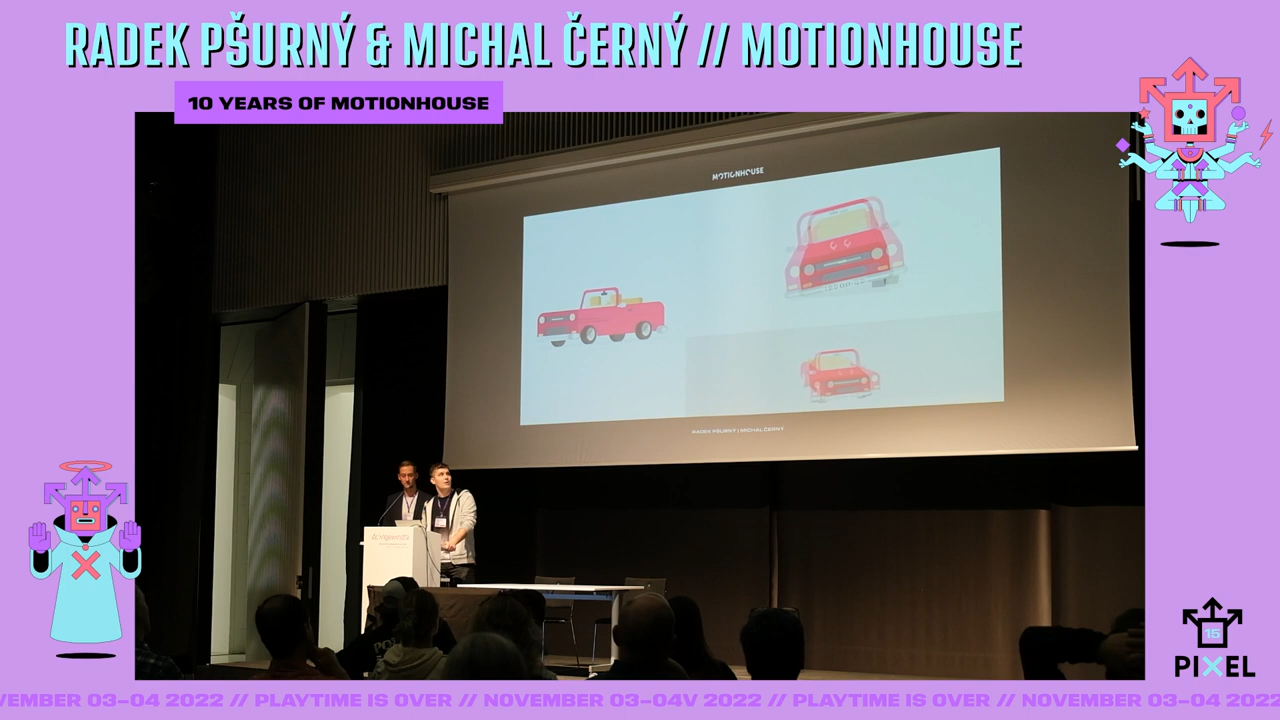 RADEK PŠURNÝ & MICHAL ČERNÝ // MOTIONHOUSE
10 YEARS OF MOTIONHOUSE
MOTIONHOUSE
RADEK PŠURNÝ | MICHAL ČERNÝ
15
PIXEL
VEMBER 03-04 2022 // PLAYTIME IS OVER // NOVEMBER 03-04V 2022 // PLAYTIME IS OVER // NOVEMBER 03-04 2022